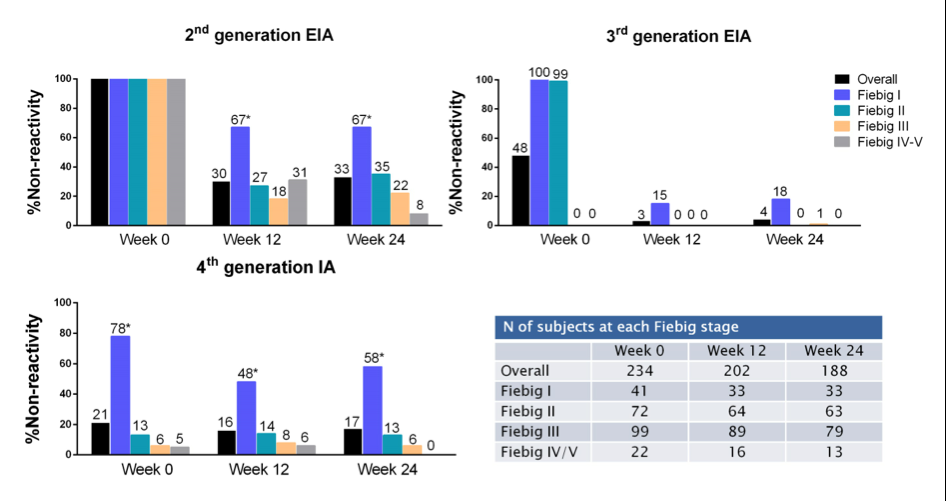 2nd generation EIA
%Non-reactivity
100
80
60
40
20
0
67* 67*
30 27 18 31 33 35 22 8
Week 0 Week 12 Week 24
3rd generation EIA
%Non-reactivity
100
80
60
40
20
0
48 100 99 0 0
3 15 0 0 0
4 18 0 1 0
Week 0 Week 12 Week 24
Overall
Fiebig I
Fiebig II
Fiebig III
Fiebig IV-V
4th generation IA
%Non-reactivity
100
80
60
40
20
0
21 78* 13 6 5
16 48* 14 8 6
17 58* 13 6 0
Week 0 Week 12 Week 24
N of subjects at each Fiebig stage
Week 0 Week 12 Week 24
Overall 234 202 188
Fiebig I 41 33 33
Fiebig II 72 64 63
Fiebig III 99 89 79
Fiebig IV/V 22 16 13